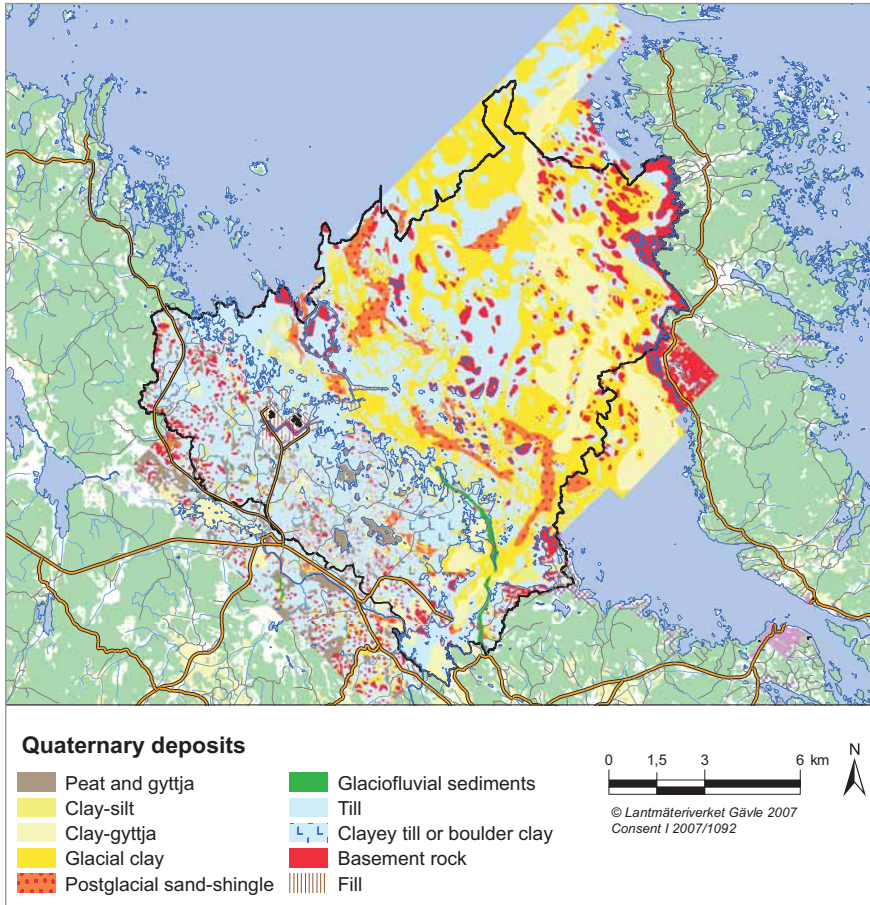 Quaternary deposits
Peat and gyttja
Clay-silt
Clay-gyttja
Glacial clay
Postglacial sand-shingle
Glaciofluvial sediments
Till
Clayey till or boulder clay
Basement rock
Fill
0 1,5 3 6 km
N
© Lantmäteriverket Gävle 2007
Consent I 2007/1092